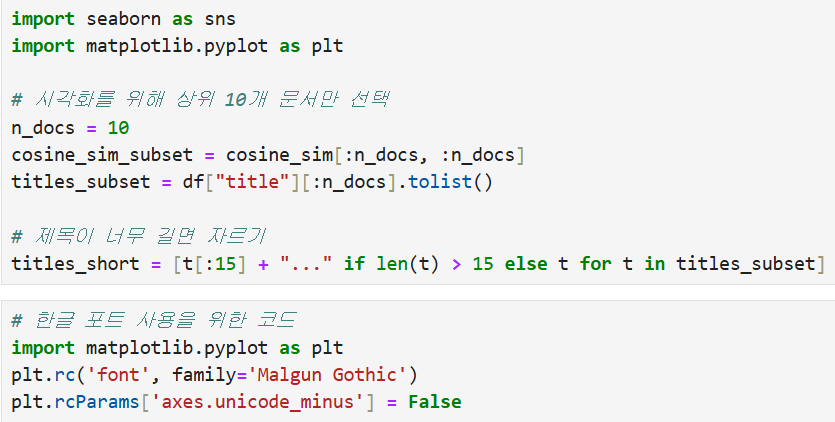 import seaborn as sns
import matplotlib.pyplot as plt
# 시각화를 위해 상위 10개 문서만 선택
n_docs = 10
cosine_sim_subset = cosine_sim[:n_docs, :n_docs]
titles_subset = df["title"][:n_docs].tolist()
# 제목이 너무 길면 자르기
titles_short = [t[:15] + "..." if len(t) > 15 else t for t in titles_subset]
# 한글 포트 사용을 위한 코드
import matplotlib.pyplot as plt
plt.rc('font', family='Malgun Gothic')
plt.rcParams['axes.unicode_minus'] = False